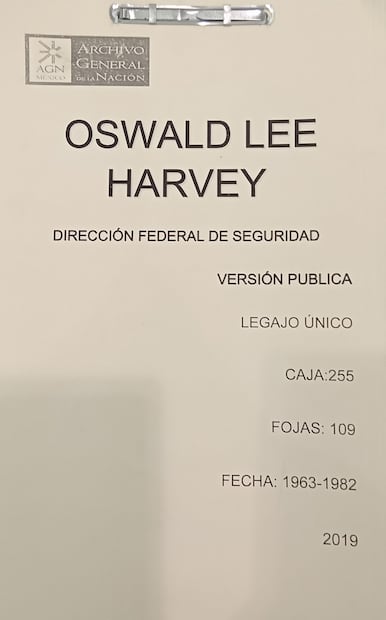 AGN
MÉXICO
ARCHIVO
GENERAL
DE LA NACIÓN
OSWALD LEE
HARVEY
DIRECCIÓN FEDERAL DE SEGURIDAD
VERSIÓN PUBLICA
LEGAJO ÚNICO
CAJA:255
FOJAS: 109
FECHA: 1963-1982
2019